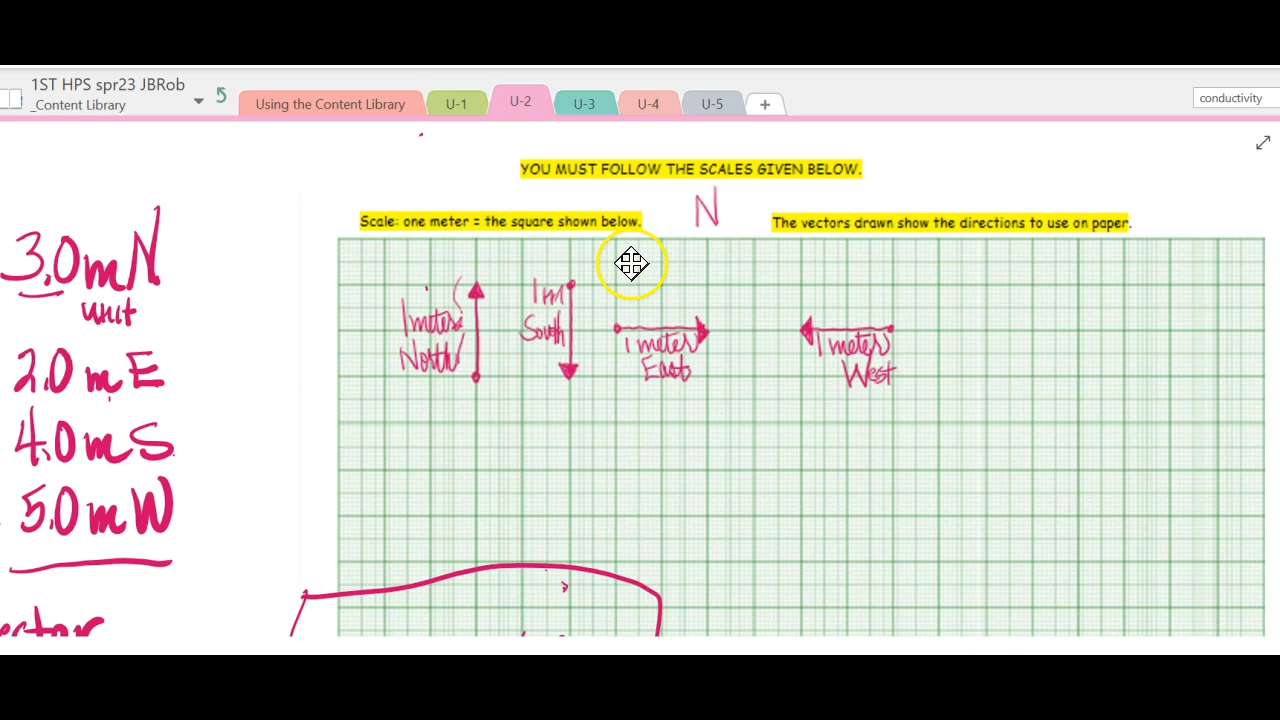 1ST HPS spr23 JBRob
_Content Library
Using the Content Library
U-1
U-2
U-3
U-4
U-5
+
conductivity
YOU MUST FOLLOW THE SCALES GIVEN BELOW.
N
Scale: one meter = the square shown below.
The vectors drawn show the directions to use on paper.
3.0m N
unit
2.0 m E
4.0 m S
5.0 m W
1 meter
North
1m
South
1 meter
East
1 meter
West